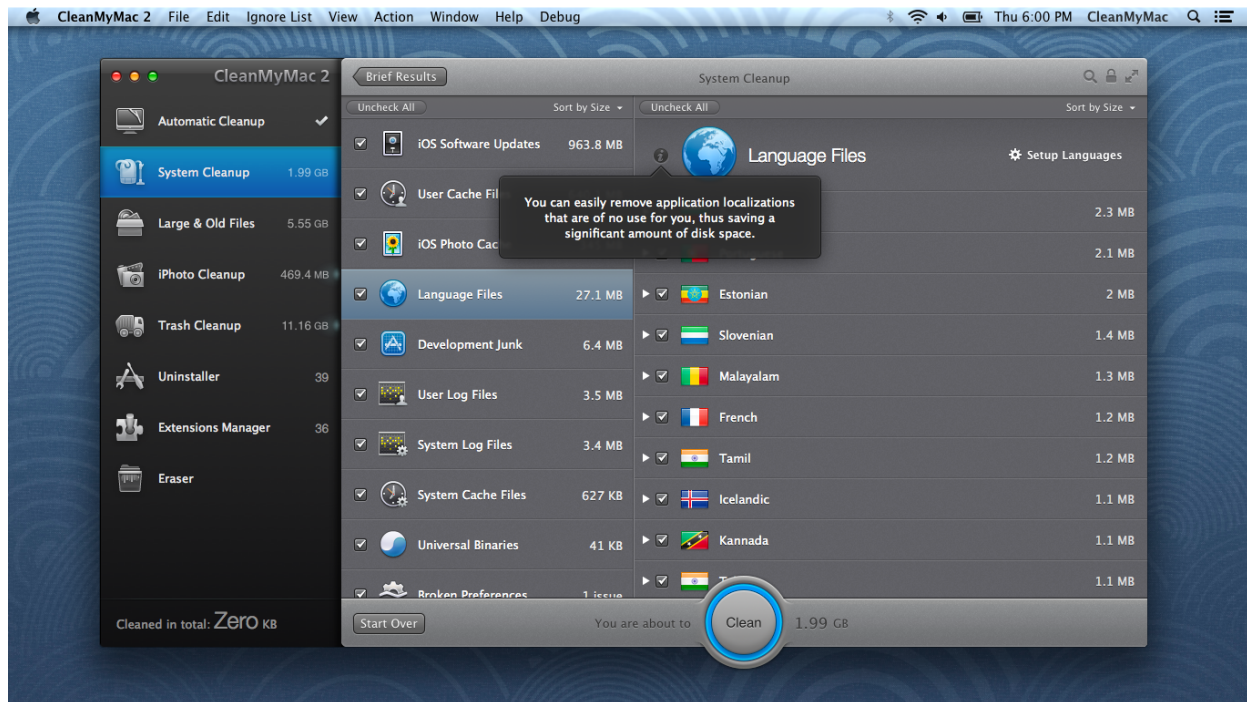 CleanMyMac 2 File Edit Ignore List View Action Window Help Debug
Thu 6:00 PM CleanMyMac
CleanMyMac 2
Automatic Cleanup
System Cleanup 1.99 GB
Large & Old Files 5.55 GB
iPhoto Cleanup 469.4 MB
Trash Cleanup 11.16 GB
Uninstaller 39
Extensions Manager 36
Eraser
Cleaned in total: Zero KB
Brief Results
System Cleanup
Uncheck All Sort by Size
iOS Software Updates 963.8 MB
User Cache Fil
iOS Photo Cac
Language Files 27.1 MB
Development Junk 6.4 MB
User Log Files 3.5 MB
System Log Files 3.4 MB
System Cache Files 627 KB
Universal Binaries 41 KB
Broken Preferences 1 issue
Uncheck All Sort by Size
Language Files
Setup Languages
You can easily remove application localizations
that are of no use for you, thus saving a
significant amount of disk space.
2.3 MB
2.1 MB
Estonian 2 MB
Slovenian 1.4 MB
Malayalam 1.3 MB
French 1.2 MB
Tamil 1.2 MB
Icelandic 1.1 MB
Kannada 1.1 MB
1.1 MB
Start Over
You are about to Clean 1.99 GB